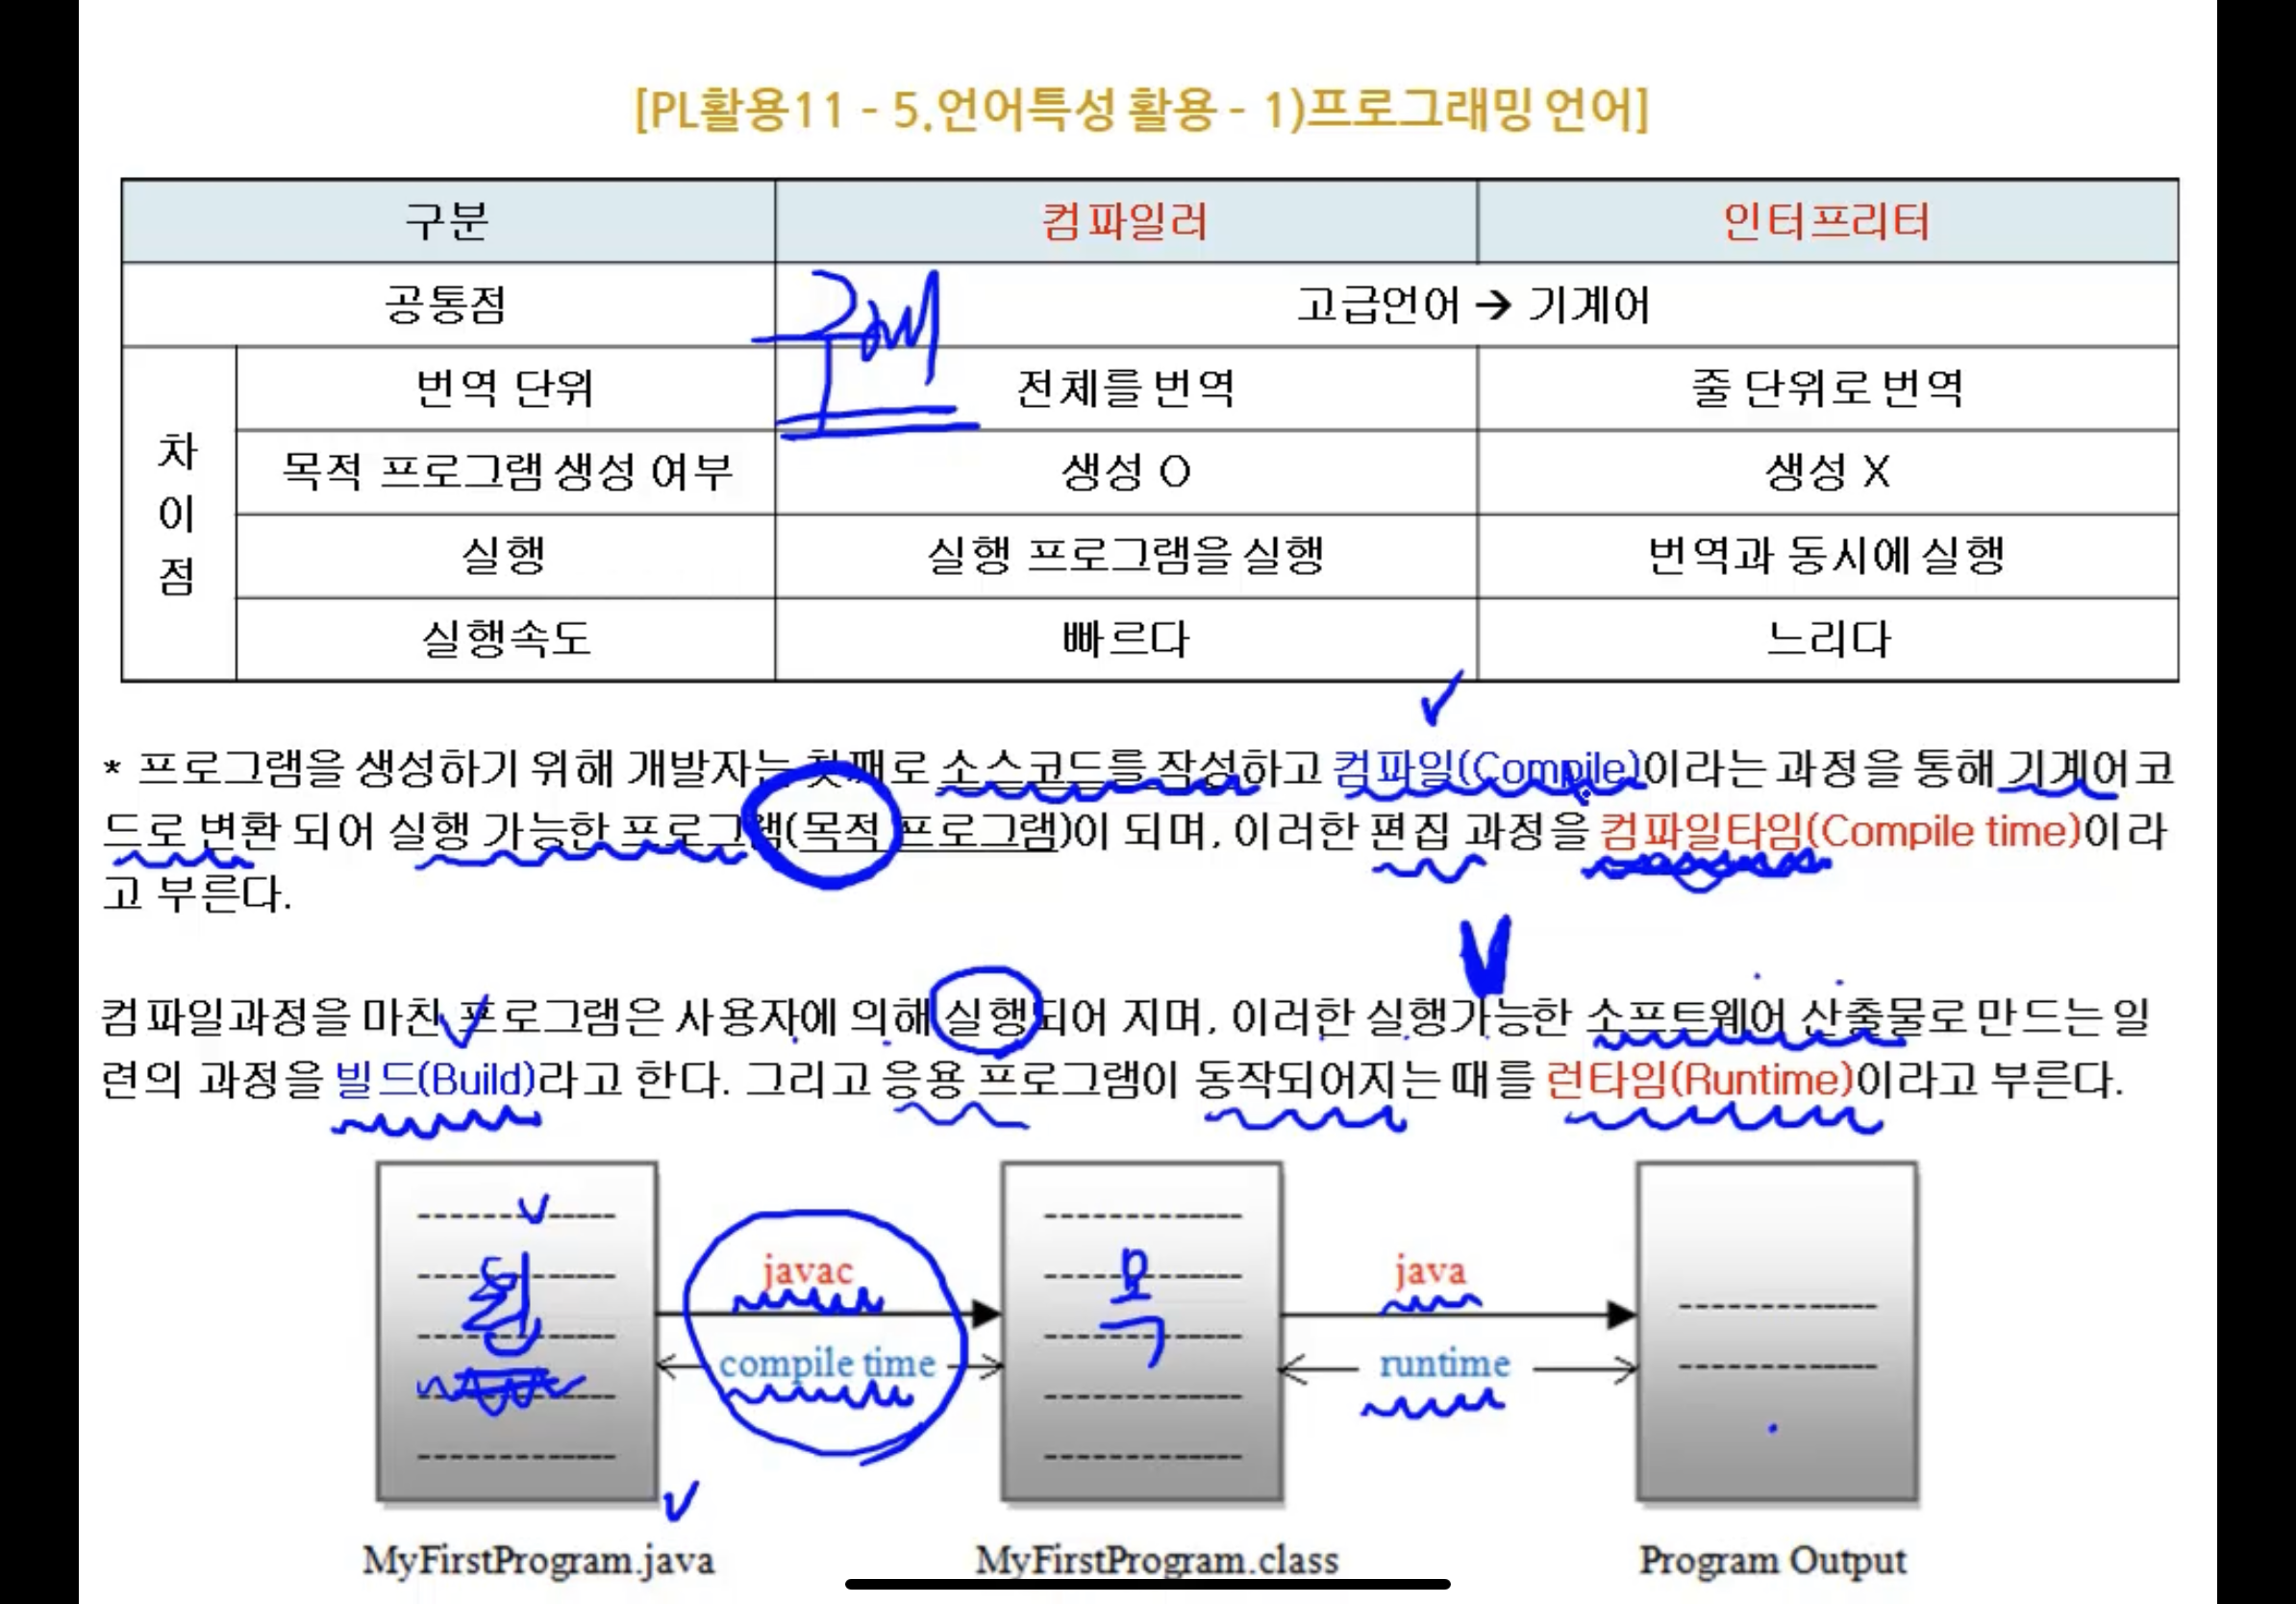 [PL활용11 - 5.언어특성 활용 - 1)프로그래밍 언어]
구분 컴파일러 인터프리터
공통점 고급언어 → 기계어
차이점
번역 단위 전체를 번역 줄 단위로 번역
목적 프로그램 생성 여부 생성 O 생성 X
실행 실행 프로그램을 실행 번역과 동시에 실행
실행속도 빠르다 느리다
* 프로그램을 생성하기 위해 개발자는 첫째로 소스코드를 작성하고 컴파일(Compile)이라는 과정을 통해 기계어코
드로 변환 되어 실행 가능한 프로그램(목적 프로그램)이 되며, 이러한 편집 과정을 컴파일타임(Compile time)이라
고 부른다.
컴파일과정을 마친 프로그램은 사용자에 의해 실행되어 지며, 이러한 실행가능한 소프트웨어 산출물로 만드는 일
련의 과정을 빌드(Build)라고 한다. 그리고 응용 프로그램이 동작되어지는 때를 런타임(Runtime)이라고 부른다.
javac
java
compile time
runtime
원
목
MyFirstProgram.java
MyFirstProgram.class
Program Output